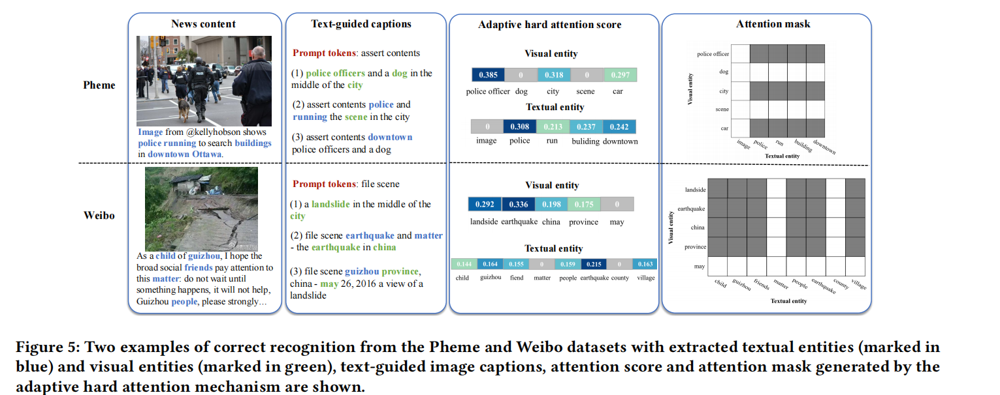 News content
Text-guided captions
Adaptive hard attention score
Attention mask
Pheme
POLICE
POLICE
Image from @kellyhobson shows
police running to search buildings
in downtown Ottawa.
Prompt tokens: assert contents
(1) police officers and a dog in the
middle of the city
(2) assert contents police and
running the scene in the city
(3) assert contents downtown
police officers and a dog
Visual entity
0.385 0 0.318 0 0.297
police officer dog city scene car
Textual entity
0 0.308 0.213 0.237 0.242
image police run buliding downtown
Visual entity
police officer
dog
city
scene
car
image police run building downtown
Textual entity
Weibo
As a child of guizhou, I hope the
broad social friends pay attention to
this matter: do not wait until
something happens, it will not help,
Guizhou people, please strongly…
Prompt tokens: file scene
(1) a landslide in the middle of the
city
(2) file scene earthquake and matter
- the earthquake in china
(3) file scene guizhou province,
china - may 26, 2016 a view of a
landslide
Visual entity
0.292 0.336 0.198 0.175 0
landside earthquake china province may
Textual entity
0.144 0.164 0.155 0 0.159 0.215 0 0.163
child guizhou fiend matter people earthquake county village
Visual entity
landside
earthquake
china
province
may
child guizhou friends matter people earthquake county village
Textual entity
Figure 5: Two examples of correct recognition from the Pheme and Weibo datasets with extracted textual entities (marked in
blue) and visual entities (marked in green), text-guided image captions, attention score and attention mask generated by the
adaptive hard attention mechanism are shown.